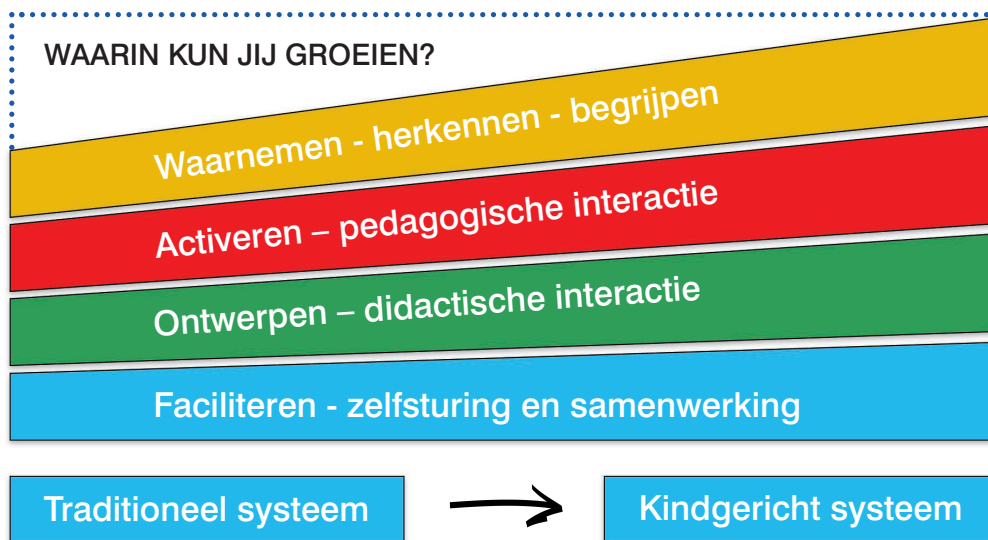 WAARIN KUN JIJ GROEIEN?
Waarnemen - herkennen - begrijpen
Activeren – pedagogische interactie
Ontwerpen – didactische interactie
Faciliteren - zelfsturing en samenwerking
Traditioneel systeem
Kindgericht systeem